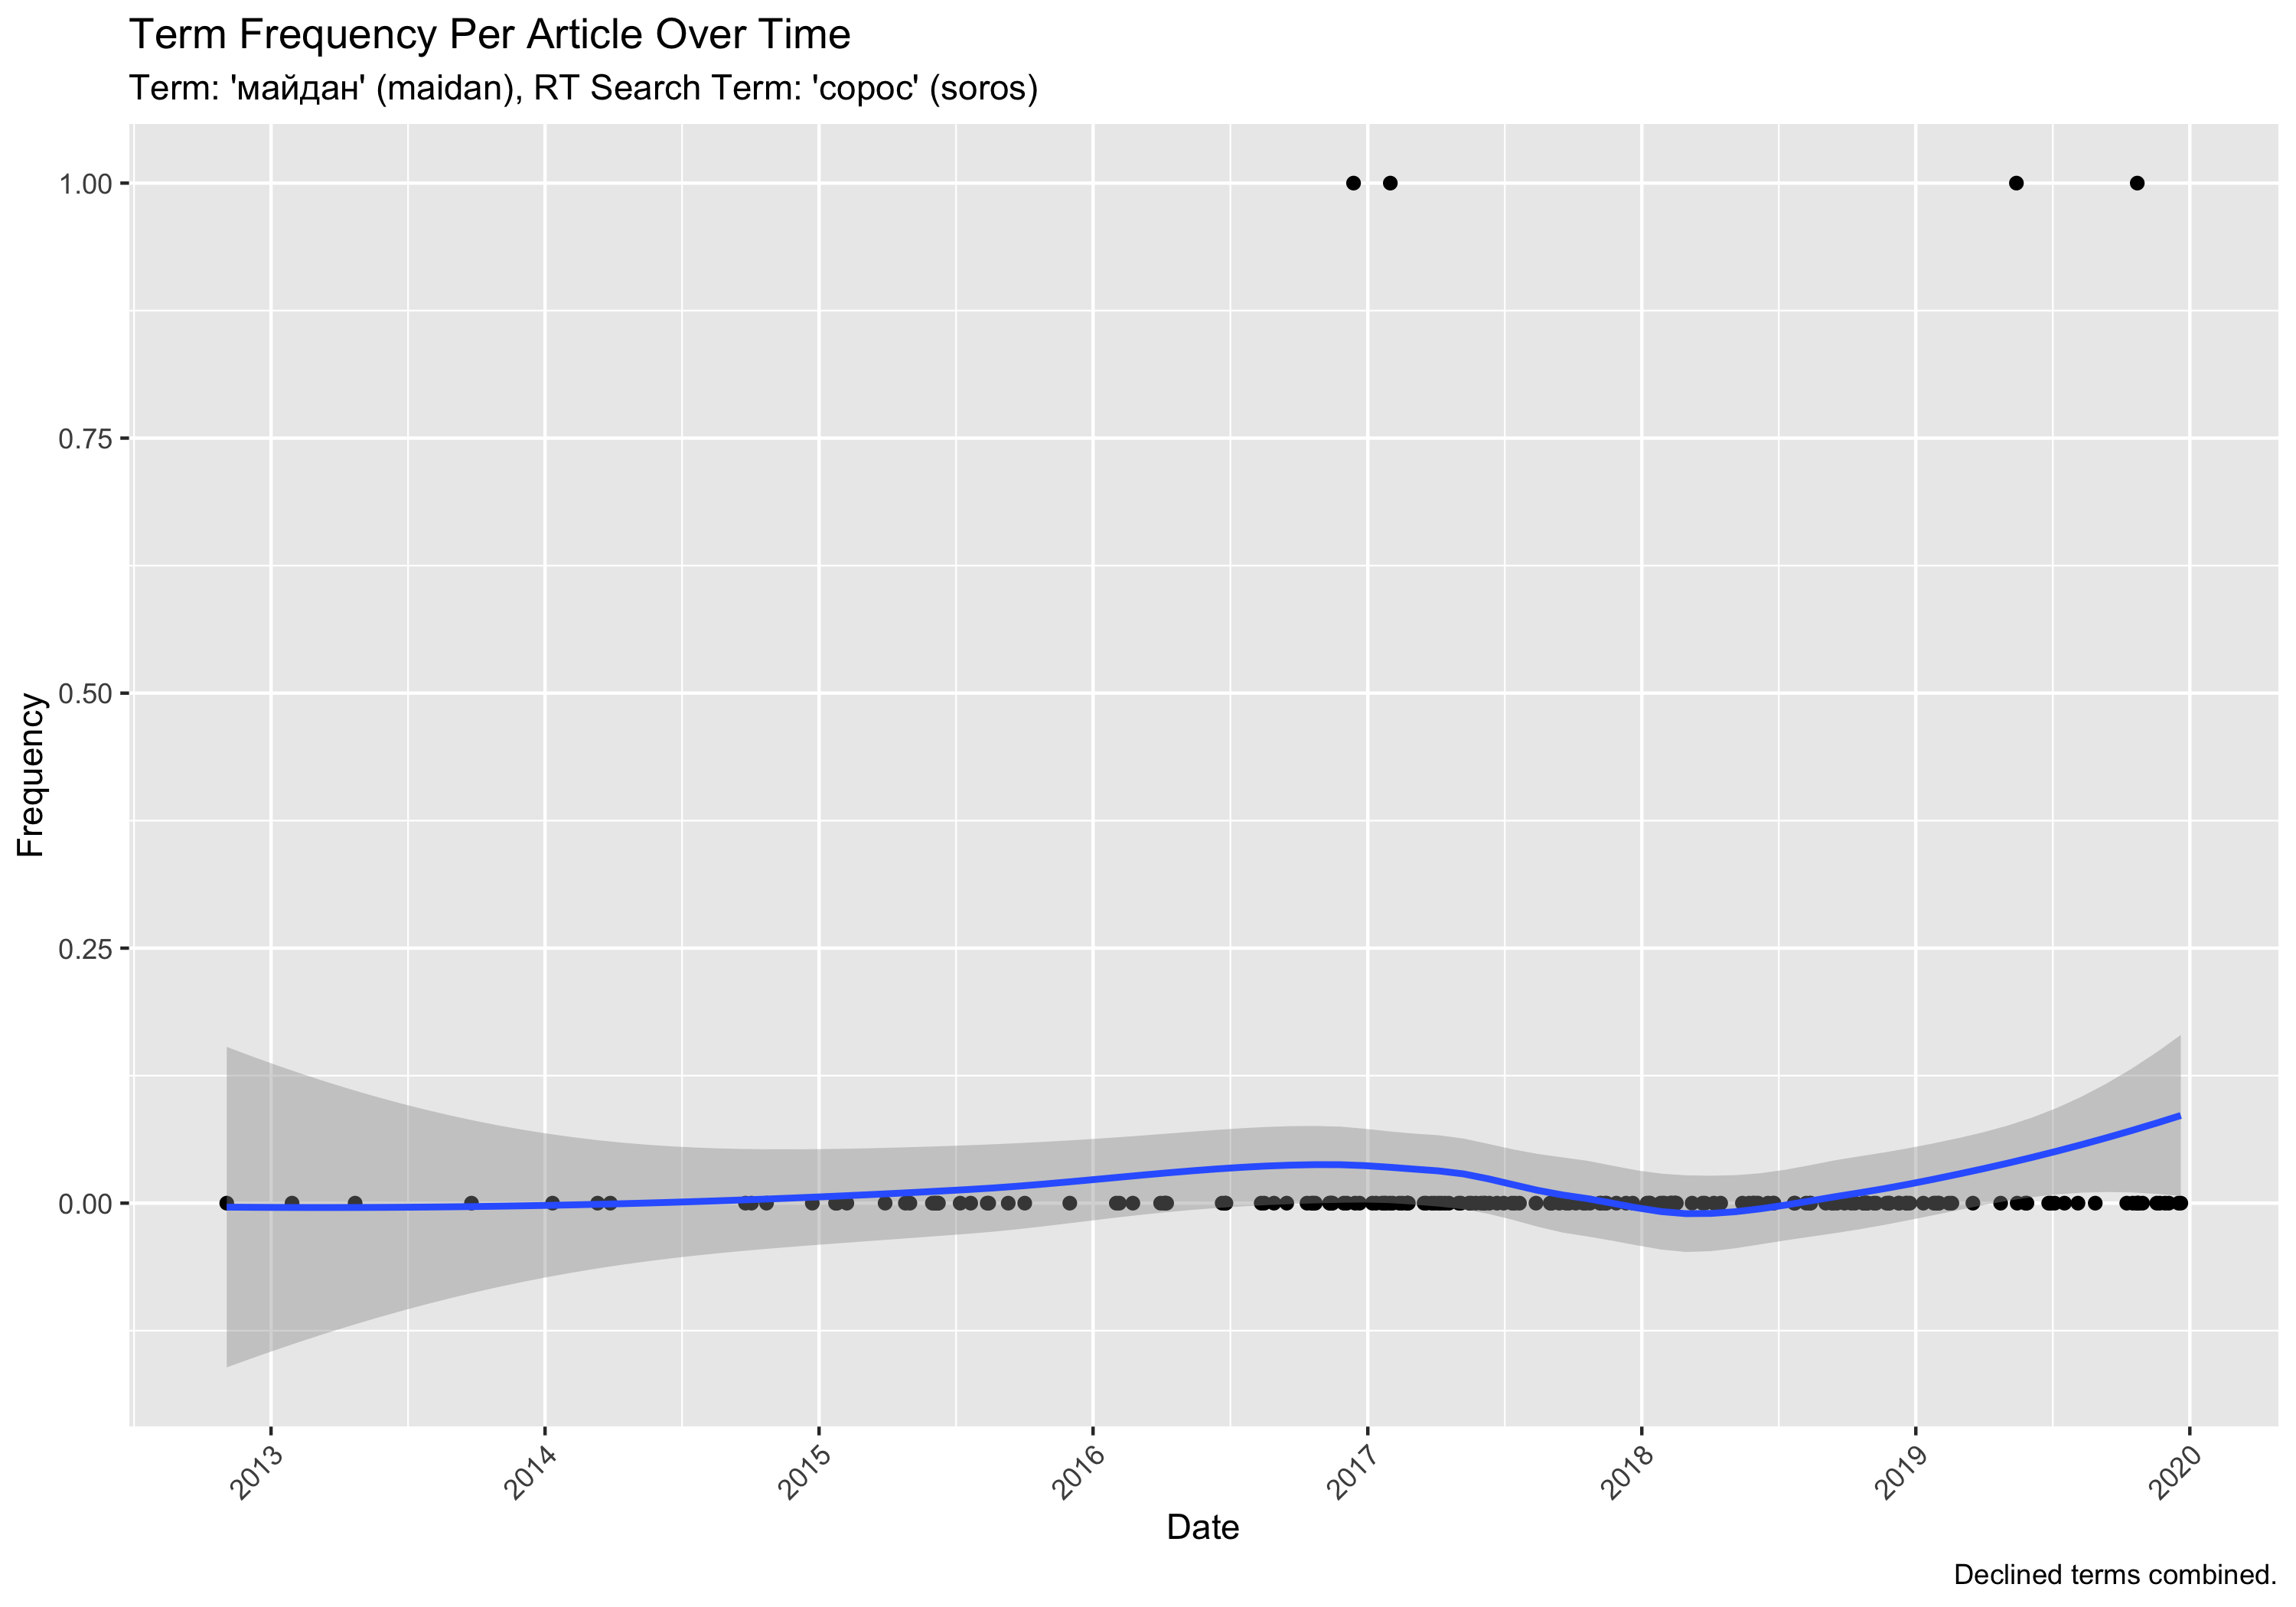 Term Frequency Per Article Over Time
Term: 'майдан' (maidan), RT Search Term: 'сорос' (soros)
Frequency
1.00
0.75
0.50
0.25
0.00
2013
2014
2015
2016
2017
2018
2019
2020
Date
Declined terms combined.